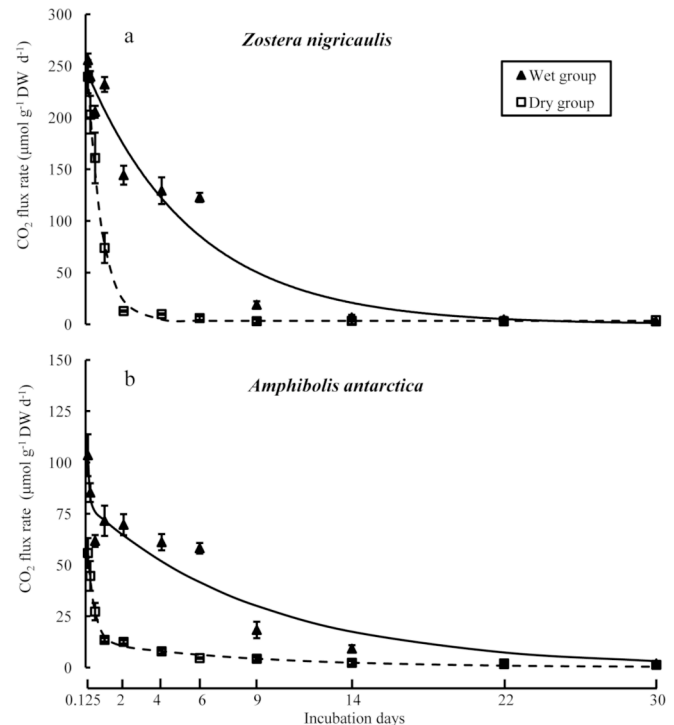 300
a
Zostera nigricaulis
250
Wet group
Dry group
200
150
100
50
0
CO₂ flux rate (μmol g⁻¹ DW d⁻¹)
150
b
Amphibolis antarctica
125
100
75
50
25
0
CO₂ flux rate (μmol g⁻¹ DW d⁻¹)
0.125 2 4 6 9 14 22 30
Incubation days